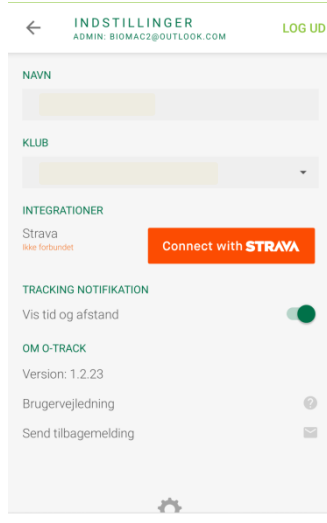 INDSTILLINGER
LOG UD
ADMIN: BIOMAC2@OUTLOOK.COM
NAVN
KLUB
INTEGRATIONER
Strava
Ikke forbundet
Connect with STRAVA
TRACKING NOTIFIKATION
Vis tid og afstand
OM O-TRACK
Version: 1.2.23
Brugervejledning
?
Send tilbagemelding